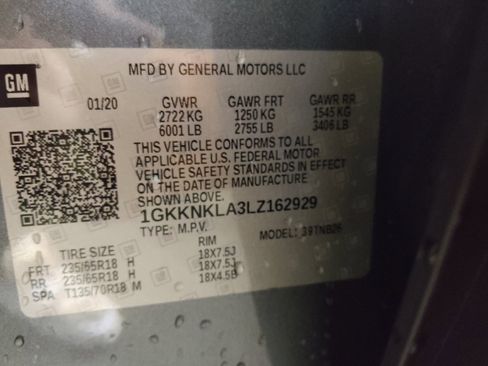 GM
MFD BY GENERAL MOTORS LLC
01/20 GVWR GAWR FRT GAWR RR
2722 KG 1250 KG 1545 KG
6001 LB 2755 LB 3406 LB
THIS VEHICLE CONFORMS TO ALL
APPLICABLE U.S. FEDERAL MOTOR
VEHICLE SAFETY STANDARDS IN EFFECT
ON THE DATE OF MANUFACTURE
SHOWN ABOVE.
1GKKNKLA3LZ162929
TYPE: M.P.V. MODEL: 39TNB26
TIRE SIZE RIM
FRT 235/65R18 H 18X7.5J
RR 235/65R18 H 18X7.5J
SPA T135/70R18 M 18X4.5B